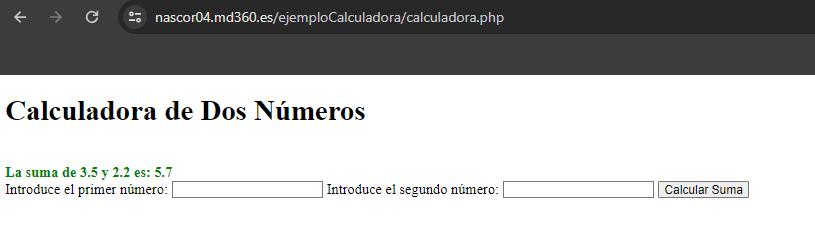 nascor04.md360.es/ejemploCalculadora/calculadora.php
Calculadora de Dos Números
La suma de 3.5 y 2.2 es: 5.7
Introduce el primer número: Introduce el segundo número: Calcular Suma